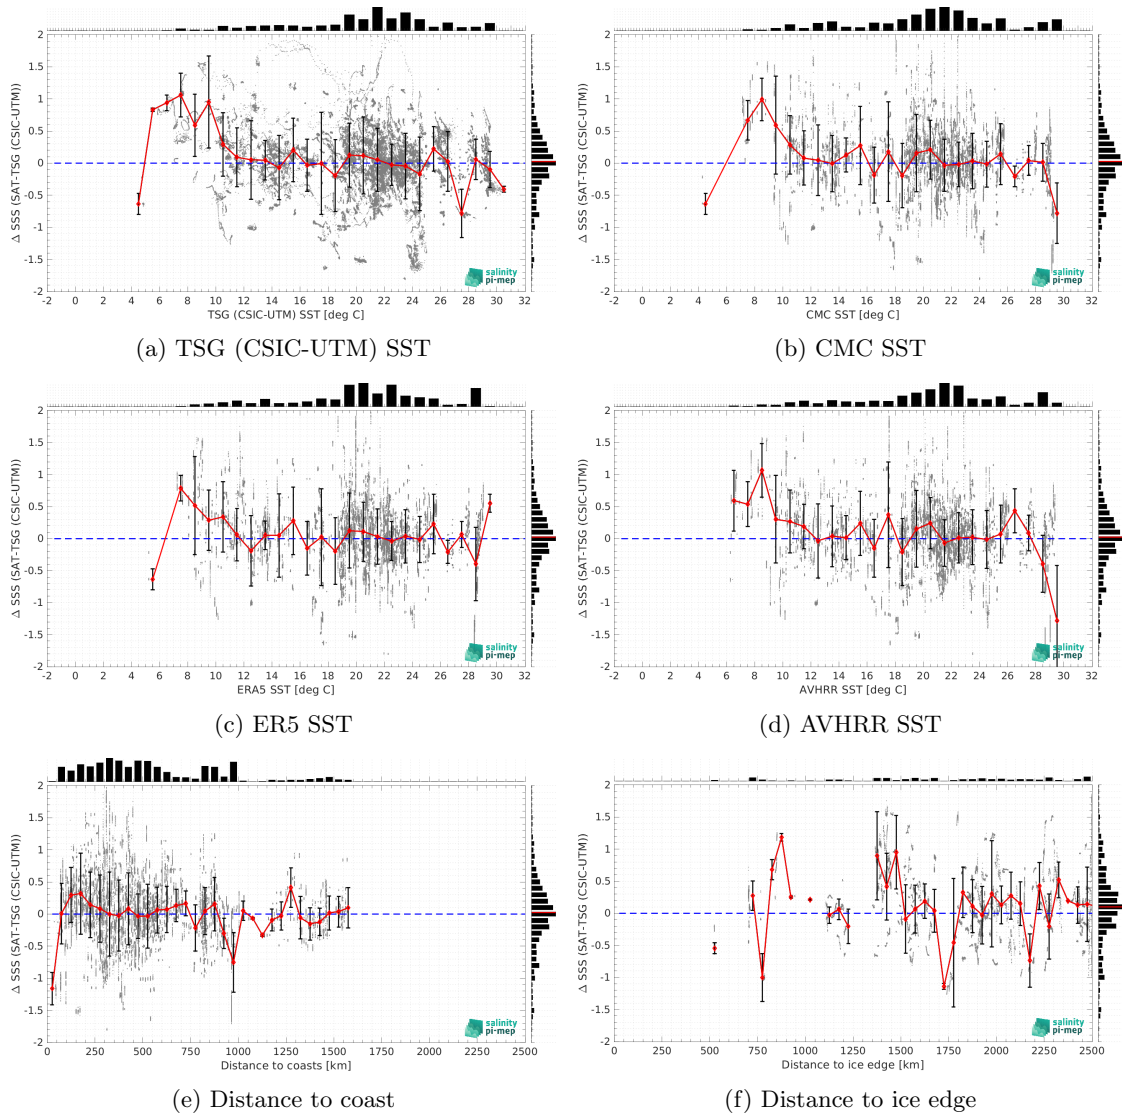 2
1.5
1
0.5
0
-0.5
-1
-1.5
-2
Δ SSS (SAT-TSG (CSIC-UTM))
salinity
pi-mep
-2 0 2 4 6 8 10 12 14 16 18 20 22 24 26 28 30 32
TSG (CSIC-UTM) SST [deg C]
(a) TSG (CSIC-UTM) SST
2
1.5
1
0.5
0
-0.5
-1
-1.5
-2
Δ SSS (SAT-TSG (CSIC-UTM))
salinity
pi-mep
-2 0 2 4 6 8 10 12 14 16 18 20 22 24 26 28 30 32
CMC SST [deg C]
(b) CMC SST
2
1.5
1
0.5
0
-0.5
-1
-1.5
-2
Δ SSS (SAT-TSG (CSIC-UTM))
salinity
pi-mep
-2 0 2 4 6 8 10 12 14 16 18 20 22 24 26 28 30 32
ERA5 SST [deg C]
(c) ER5 SST
2
1.5
1
0.5
0
-0.5
-1
-1.5
-2
Δ SSS (SAT-TSG (CSIC-UTM))
salinity
pi-mep
-2 0 2 4 6 8 10 12 14 16 18 20 22 24 26 28 30 32
AVHRR SST [deg C]
(d) AVHRR SST
2
1.5
1
0.5
0
-0.5
-1
-1.5
-2
Δ SSS (SAT-TSG (CSIC-UTM))
salinity
pi-mep
0 250 500 750 1000 1250 1500 1750 2000 2250 2500
Distance to coasts [km]
(e) Distance to coast
2
1.5
1
0.5
0
-0.5
-1
-1.5
-2
Δ SSS (SAT-TSG (CSIC-UTM))
salinity
pi-mep
0 250 500 750 1000 1250 1500 1750 2000 2250 2500
Distance to ice edge [km]
(f) Distance to ice edge